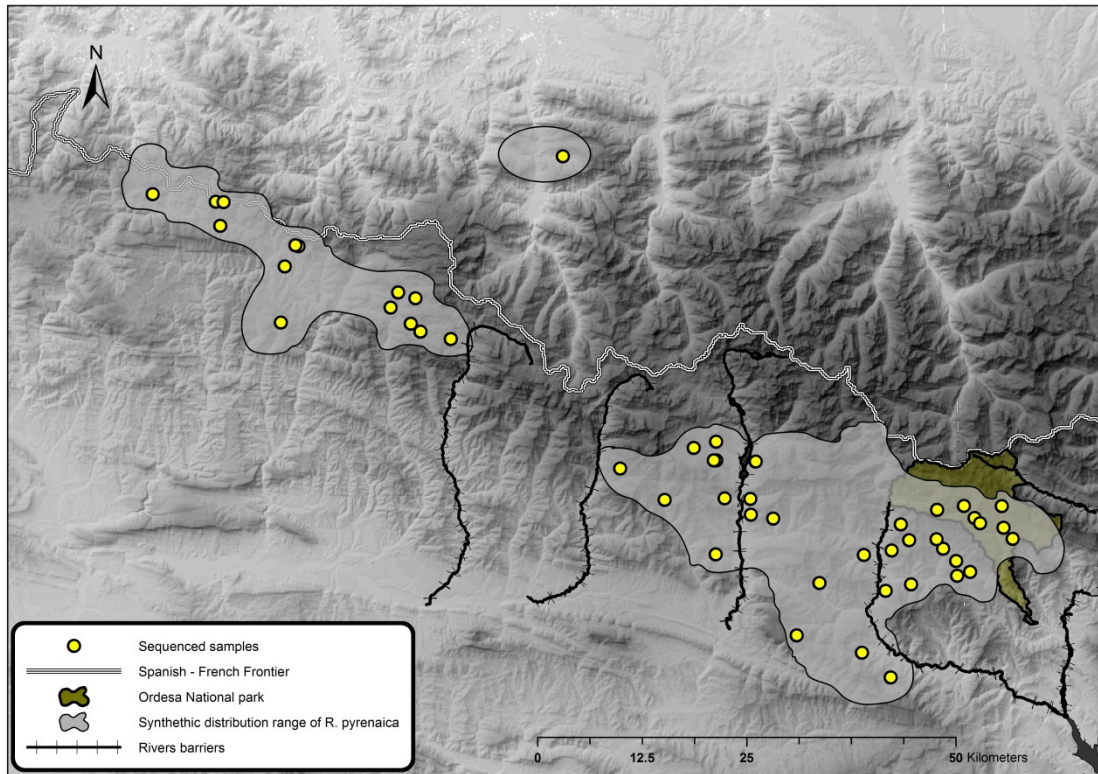 N
Sequenced samples
Spanish - French Frontier
Ordesa National park
Synthethic distribution range of R. pyrenaica
Rivers barriers
0 12.5 25 50 Kilometers